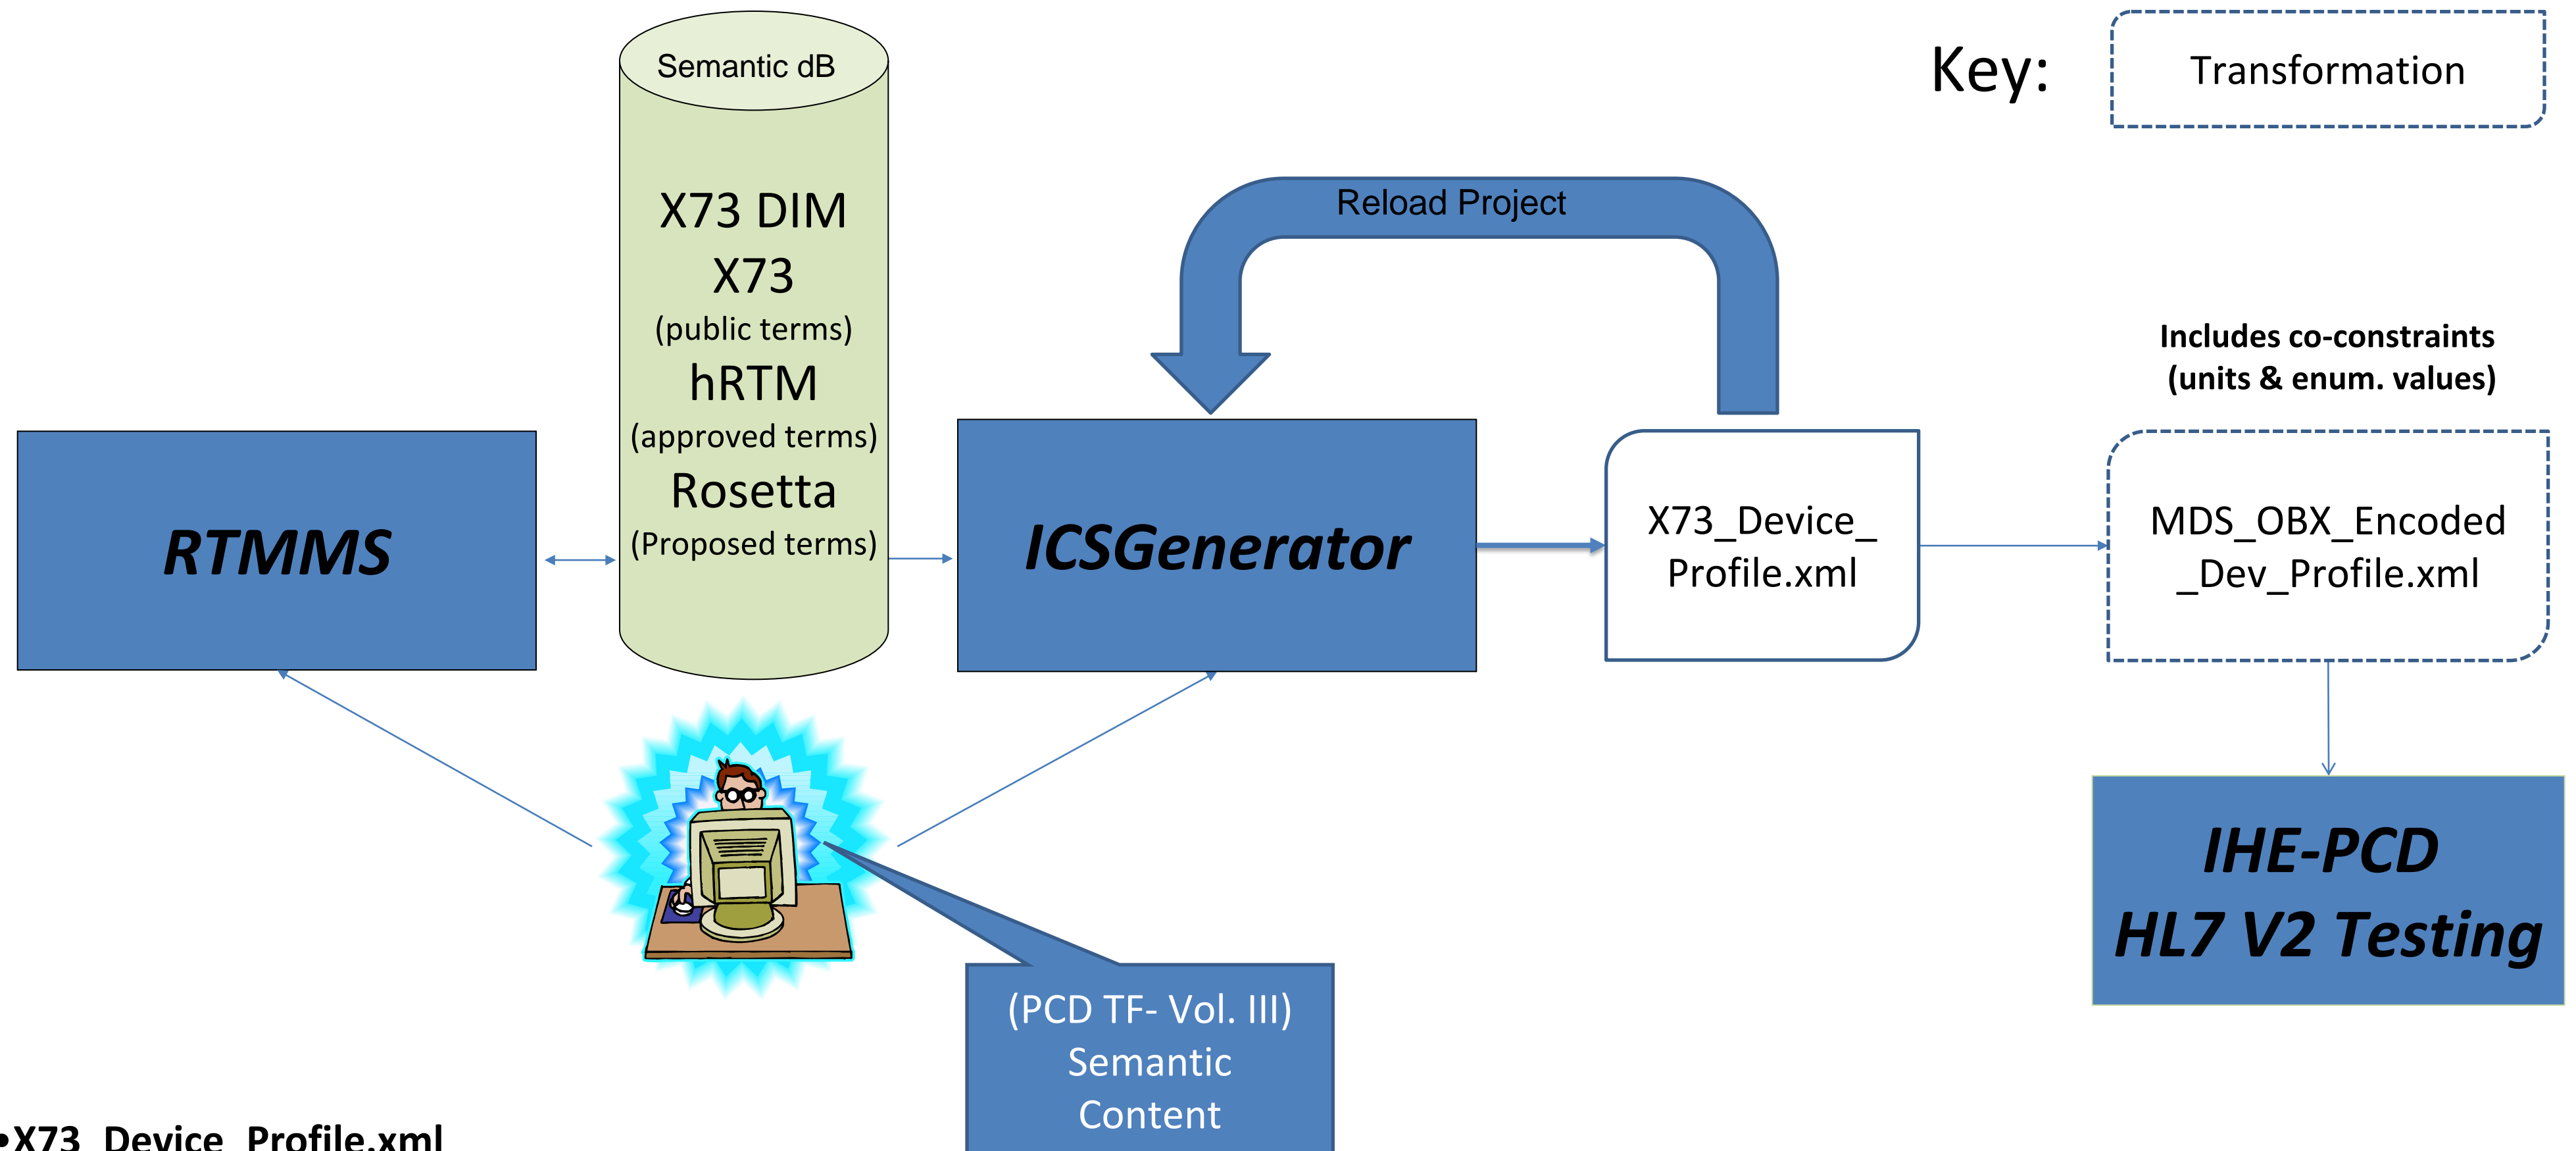 Semantic dB
X73 DIM
X73
(public terms)
hRTM
(approved terms)
Rosetta
(Proposed terms)
Key:
Transformation
Reload Project
Includes co-constraints
(units & enum. values)
RTMMS
ICSGenerator
X73_Device_
Profile.xml
MDS_OBX_Encoded
_Dev_Profile.xml
IHE-PCD
HL7 V2 Testing
(PCD TF- Vol. III)
Semantic
Content
•X73_Device_Profile.xml